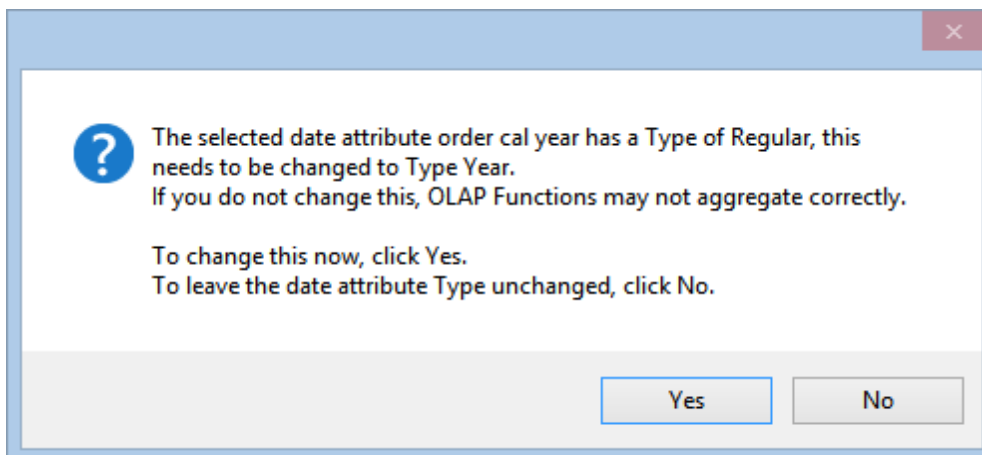 The selected date attribute order cal year has a Type of Regular, this
needs to be changed to Type Year.
If you do not change this, OLAP Functions may not aggregate correctly.
To change this now, click Yes.
To leave the date attribute Type unchanged, click No.
Yes
No